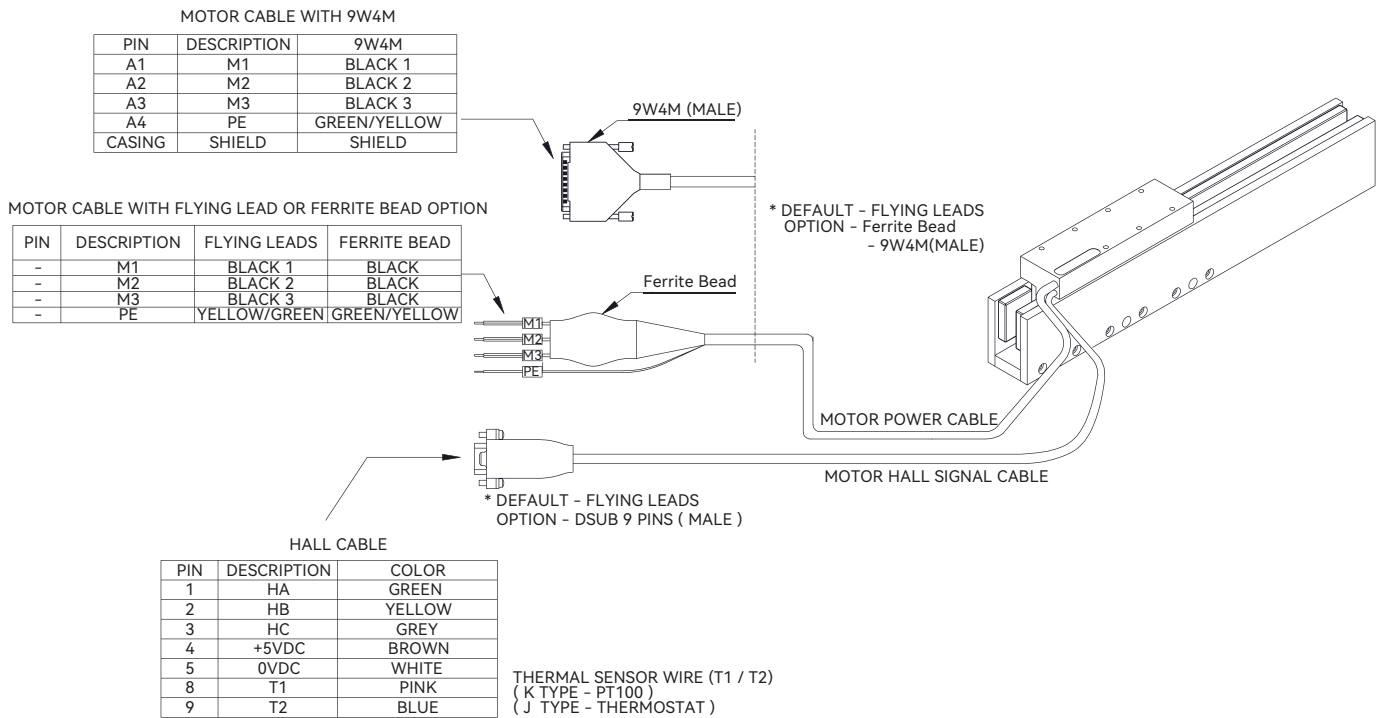 MOTOR CABLE WITH 9W4M
PIN DESCRIPTION 9W4M
A1 M1 BLACK 1
A2 M2 BLACK 2
A3 M3 BLACK 3
A4 PE GREEN/YELLOW
CASING SHIELD SHIELD
9W4M (MALE)
MOTOR CABLE WITH FLYING LEAD OR FERRITE BEAD OPTION
PIN DESCRIPTION FLYING LEADS FERRITE BEAD
- M1 BLACK 1 BLACK
- M2 BLACK 2 BLACK
- M3 BLACK 3 BLACK
- PE YELLOW/GREEN GREEN/YELLOW
* DEFAULT - FLYING LEADS
OPTION - Ferrite Bead
- 9W4M(MALE)
Ferrite Bead
M1
M2
M3
PE
MOTOR POWER CABLE
MOTOR HALL SIGNAL CABLE
* DEFAULT - FLYING LEADS
OPTION - DSUB 9 PINS ( MALE )
HALL CABLE
PIN DESCRIPTION COLOR
1 HA GREEN
2 HB YELLOW
3 HC GREY
4 +5VDC BROWN
5 0VDC WHITE
8 T1 PINK
9 T2 BLUE
THERMAL SENSOR WIRE (T1 / T2)
( K TYPE - PT100 )
( J TYPE - THERMOSTAT )